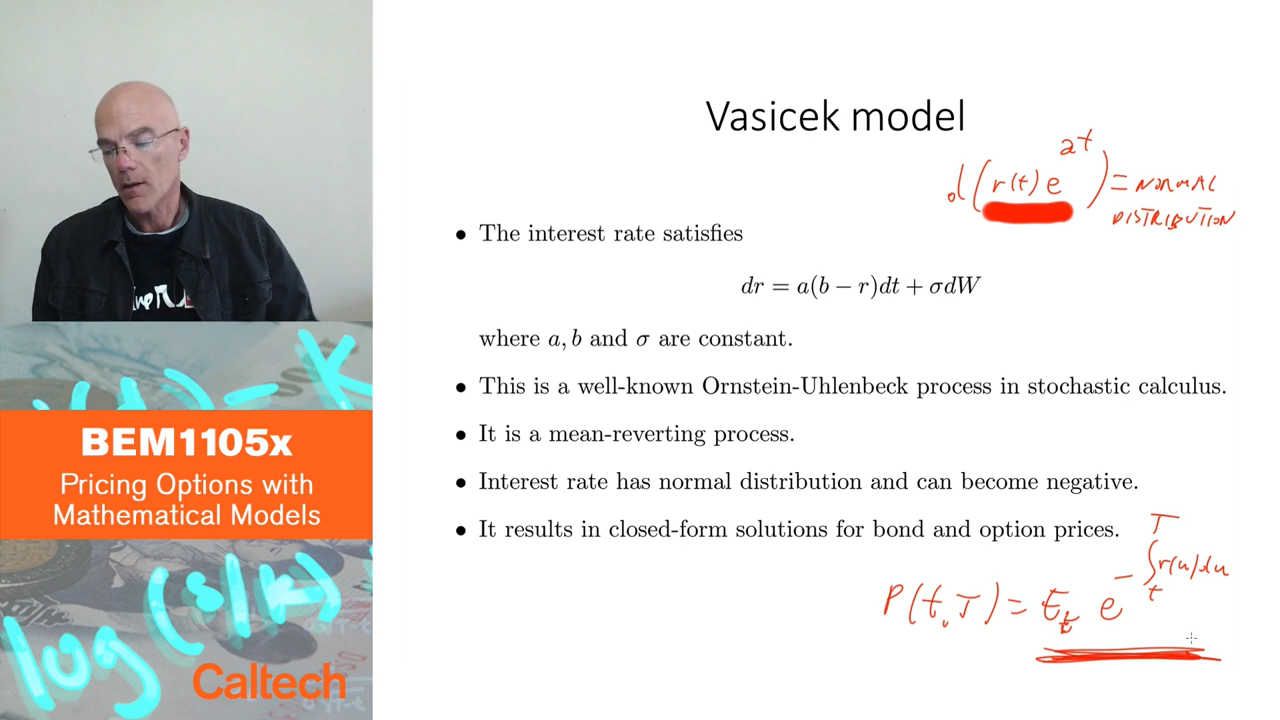 Vasicek model
d(r(t)e^{at}) = NORMAL
DISTRIBUTION
• The interest rate satisfies
dr = a(b − r)dt + σdW
where a, b and σ are constant.
• This is a well-known Ornstein-Uhlenbeck process in stochastic calculus.
• It is a mean-reverting process.
• Interest rate has normal distribution and can become negative.
• It results in closed-form solutions for bond and option prices.
P(t,T) = E_t e^{-∫_t^T r(u)du}
BEM1105x
Pricing Options with
Mathematical Models
log (s/k)
Caltech